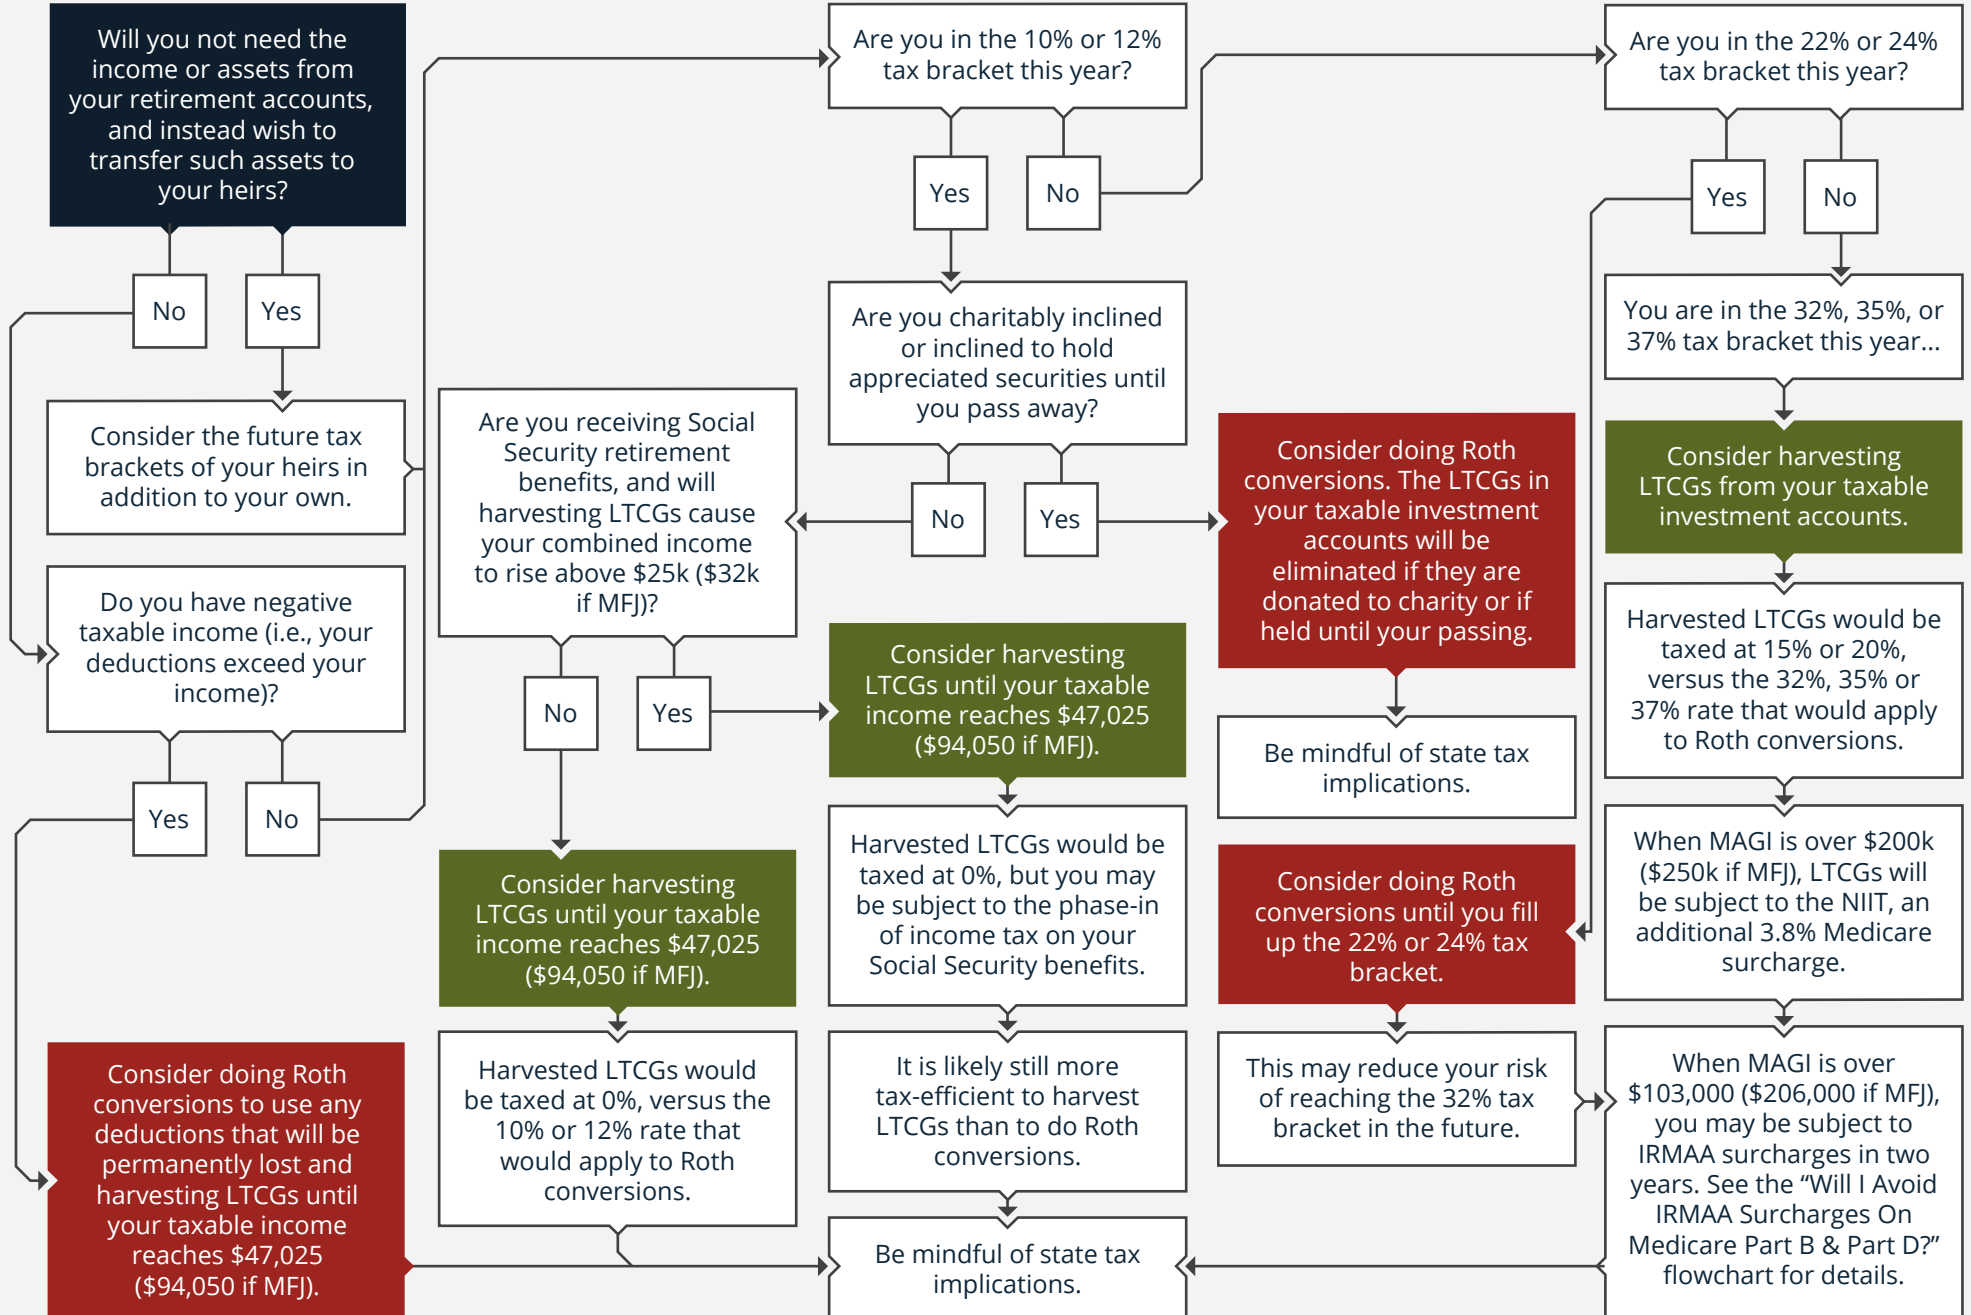 Will you not need the
income or assets from
your retirement accounts,
and instead wish to
transfer such assets to
your heirs?
No
Yes
Consider the future tax
brackets of your heirs in
addition to your own.
Do you have negative
taxable income (i.e., your
deductions exceed your
income)?
Yes
No
Consider doing Roth
conversions to use any
deductions that will be
permanently lost and
harvesting LTCGs until
your taxable income
reaches $47,025
($94,050 if MFJ).
Are you in the 10% or 12%
tax bracket this year?
Yes
No
Are you charitably inclined
or inclined to hold
appreciated securities until
you pass away?
No
Yes
Are you receiving Social
Security retirement
benefits, and will
harvesting LTCGs cause
your combined income
to rise above $25k ($32k
if MFJ)?
No
Yes
Consider harvesting
LTCGs until your taxable
income reaches $47,025
($94,050 if MFJ).
Harvested LTCGs would
be taxed at 0%, versus the
10% or 12% rate that
would apply to Roth
conversions.
Consider harvesting
LTCGs until your taxable
income reaches $47,025
($94,050 if MFJ).
Harvested LTCGs would be
taxed at 0%, but you may
be subject to the phase-in
of income tax on your
Social Security benefits.
It is likely still more
tax-efficient to harvest
LTCGs than to do Roth
conversions.
Be mindful of state tax
implications.
Consider doing Roth
conversions. The LTCGs in
your taxable investment
accounts will be
eliminated if they are
donated to charity or if
held until your passing.
Be mindful of state tax
implications.
Consider doing Roth
conversions until you fill
up the 22% or 24% tax
bracket.
This may reduce your risk
of reaching the 32% tax
bracket in the future.
Are you in the 22% or 24%
tax bracket this year?
Yes
No
You are in the 32%, 35%, or
37% tax bracket this year...
Consider harvesting
LTCGs from your taxable
investment accounts.
Harvested LTCGs would be
taxed at 15% or 20%,
versus the 32%, 35% or
37% rate that would apply
to Roth conversions.
When MAGI is over $200k
($250k if MFJ), LTCGs will
be subject to the NIIT, an
additional 3.8% Medicare
surcharge.
When MAGI is over
$103,000 ($206,000 if MFJ),
you may be subject to
IRMAA surcharges in two
years. See the “Will I Avoid
IRMAA Surcharges On
Medicare Part B & Part D?”
flowchart for details.